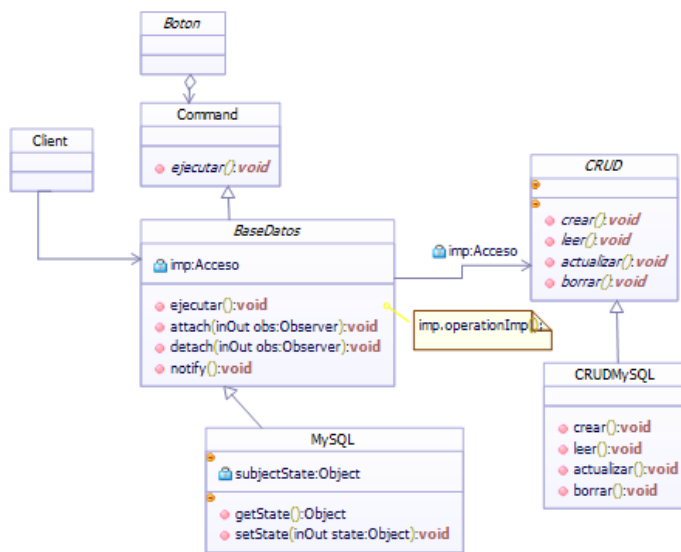 Boton
Command
ejecutar():void
Client
BaseDatos
imp:Acceso
ejecutar():void
attach(inOut obs:Observer):void
detach(inOut obs:Observer):void
notify():void
imp:Acceso
imp.operationImpl();
CRUD
crear():void
leer():void
actualizar():void
borrar():void
CRUDMySQL
crear():void
leer():void
actualizar():void
borrar():void
MySQL
subjectState:Object
getState():Object
setState(inOut state:Object):void